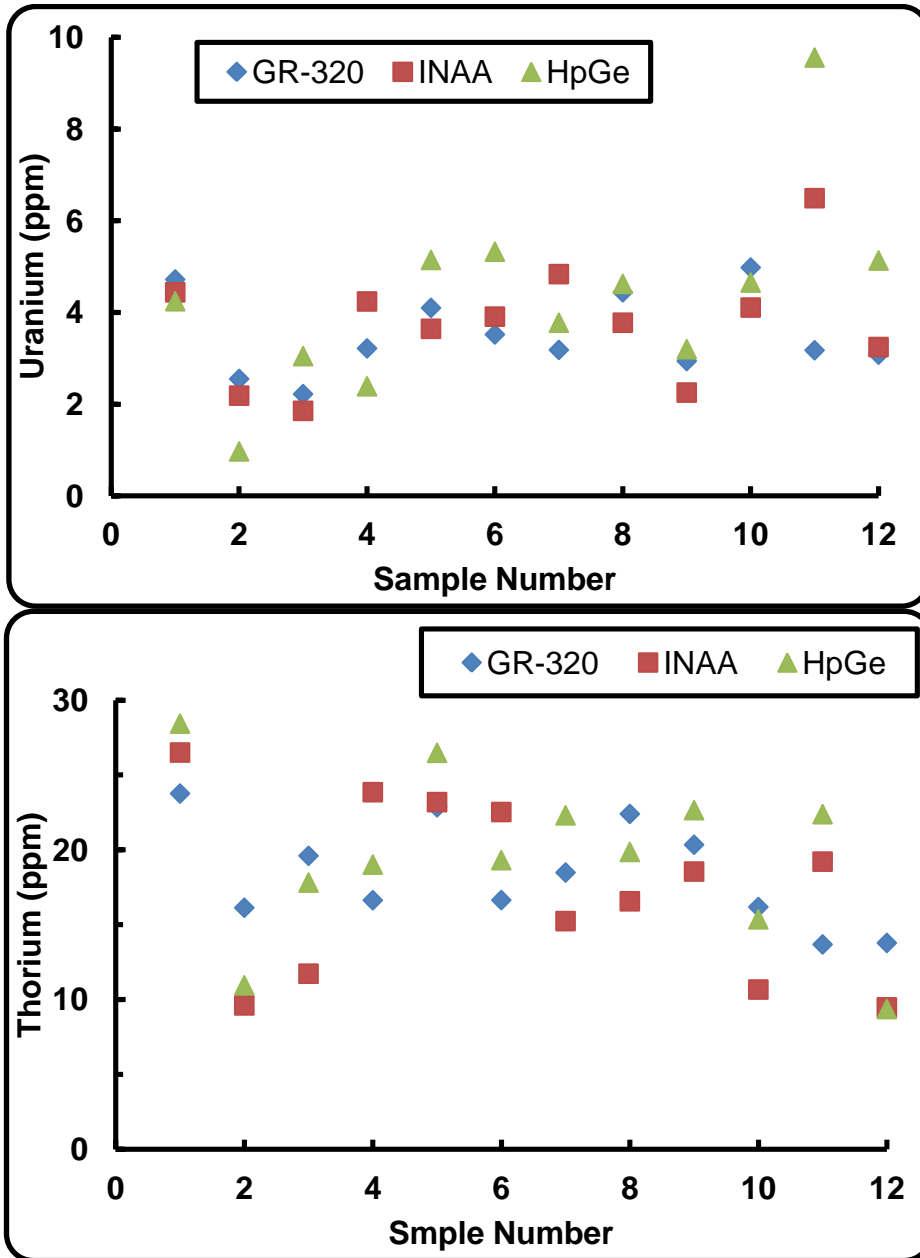 GR-320 INAA HpGe
10
8
6
4
2
0
Uranium (ppm)
0 2 4 6 8 10 12
Sample Number
GR-320 INAA HpGe
30
20
10
0
Thorium (ppm)
0 2 4 6 8 10 12
Smple Number